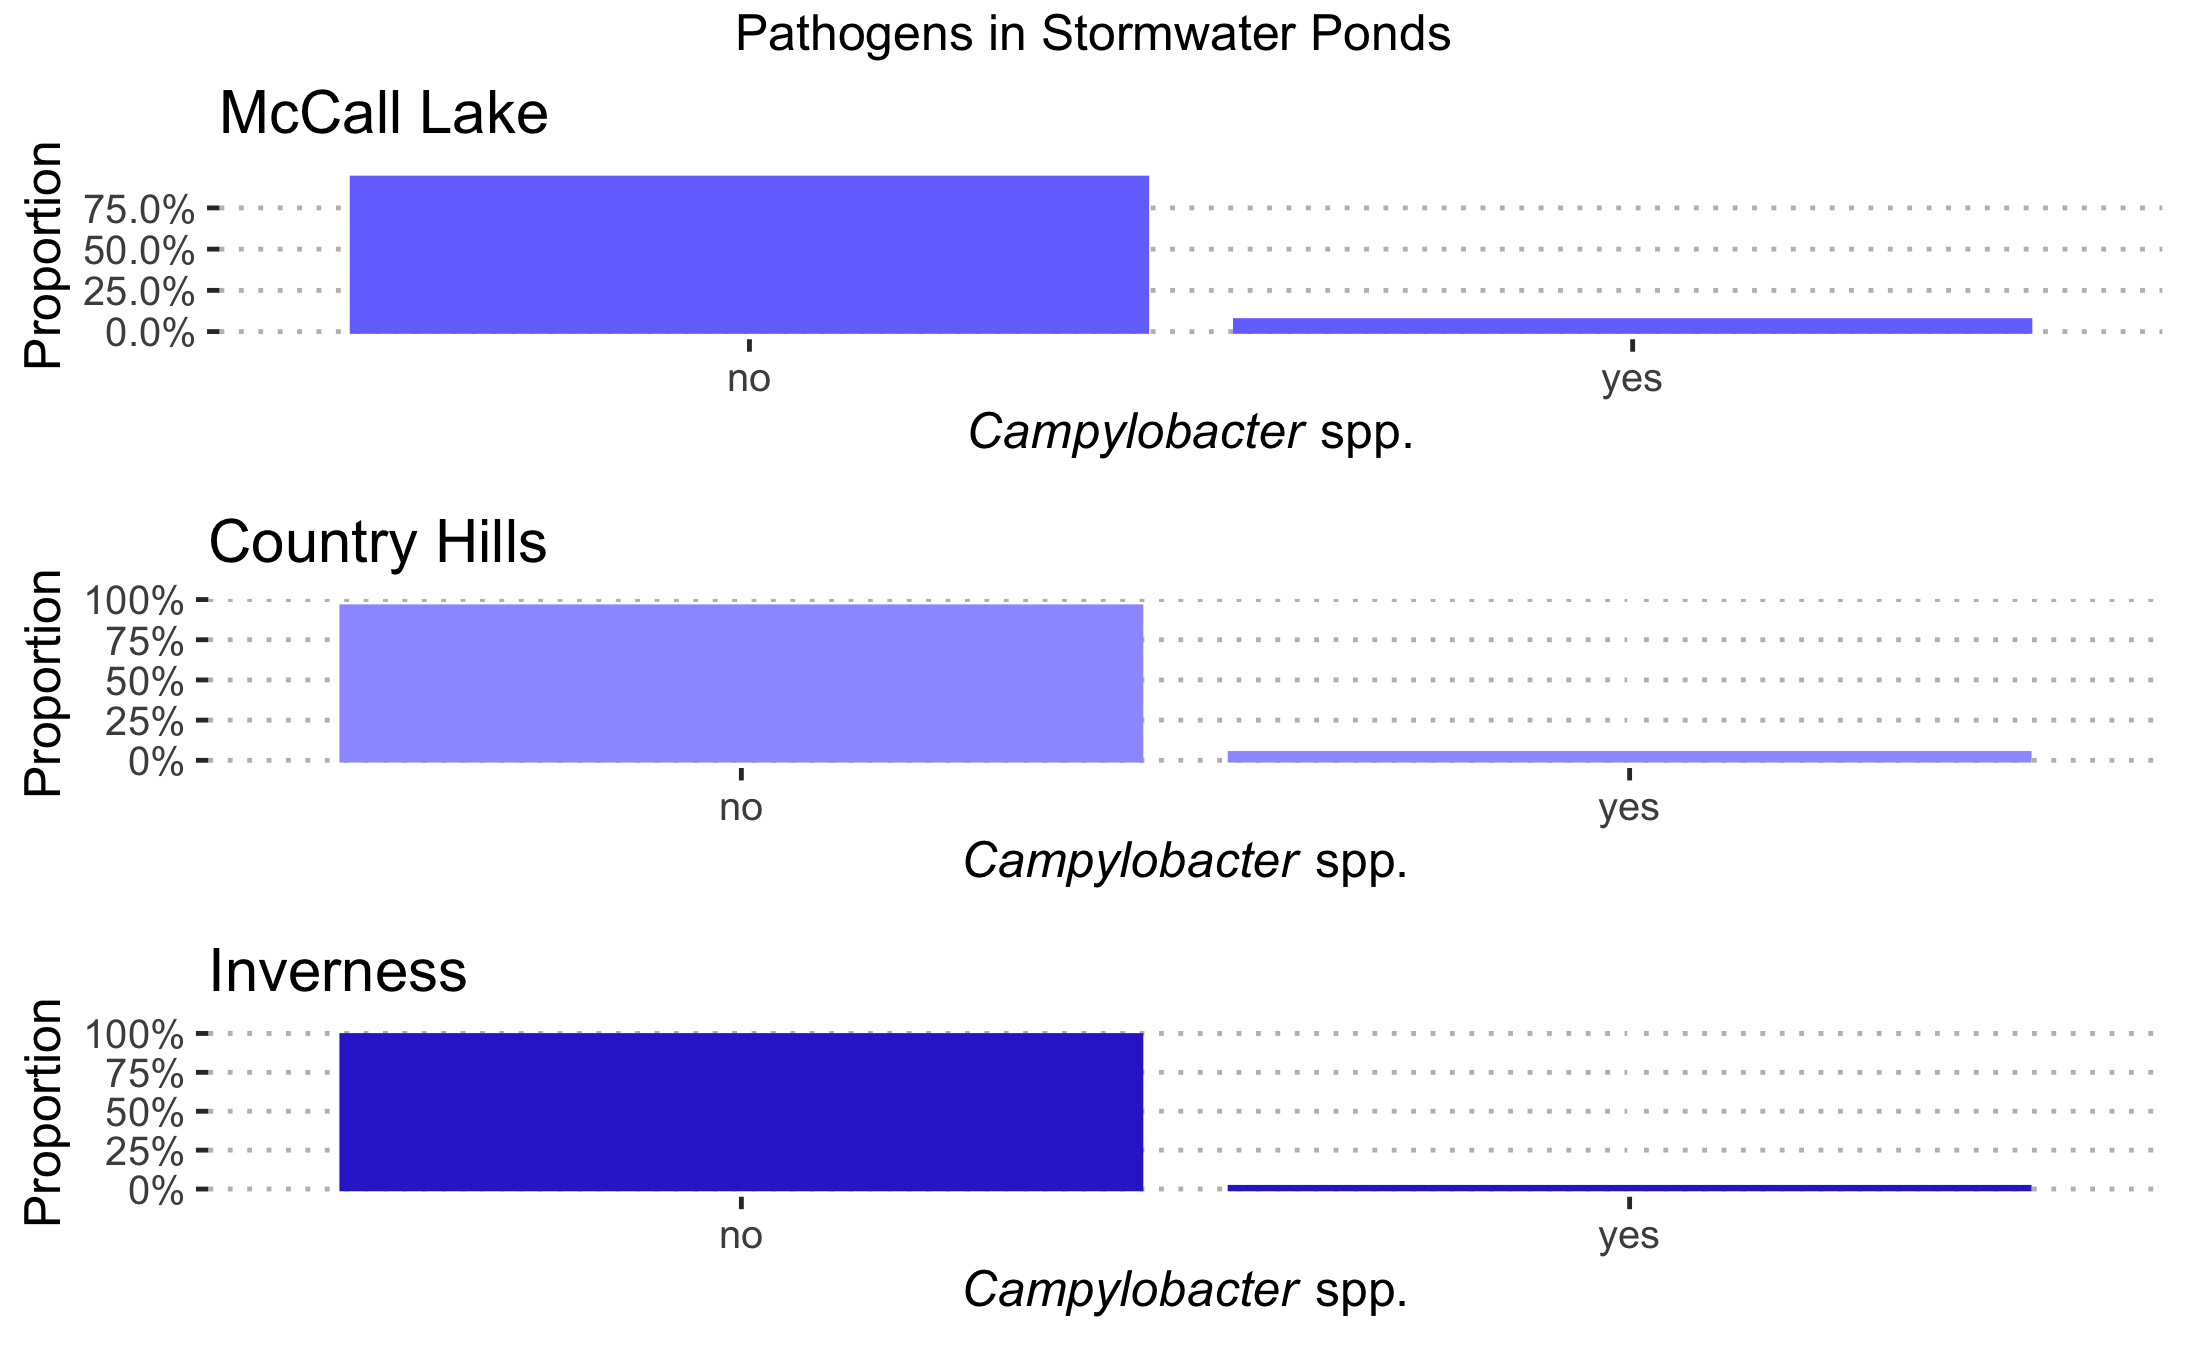 Pathogens in Stormwater Ponds
McCall Lake
Proportion
75.0%
50.0%
25.0%
0.0%
no yes
Campylobacter spp.
Country Hills
Proportion
100%
75%
50%
25%
0%
no yes
Campylobacter spp.
Inverness
Proportion
100%
75%
50%
25%
0%
no yes
Campylobacter spp.